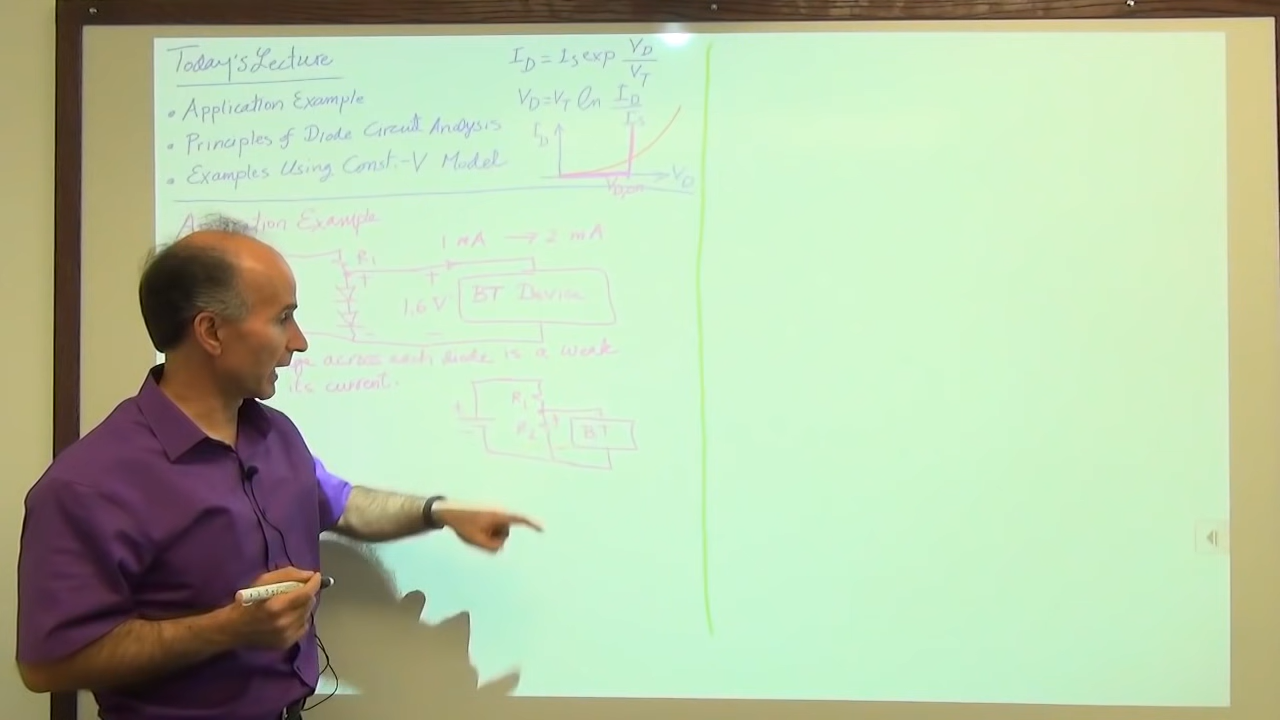 Today's Lecture
• Application Example
• Principles of Diode Circuit Analysis
• Examples Using Const.-V Model
I_D = I_S exp V_D / V_T
V_D = V_T ln I_D / I_S
I_D
V_D,on
V_D
Application Example
R1
+
-
1 mA → 2 mA
+
1.6 V
-
BT Device
across each diode is a weak
its current.
+
-
R1
R2
+
BT